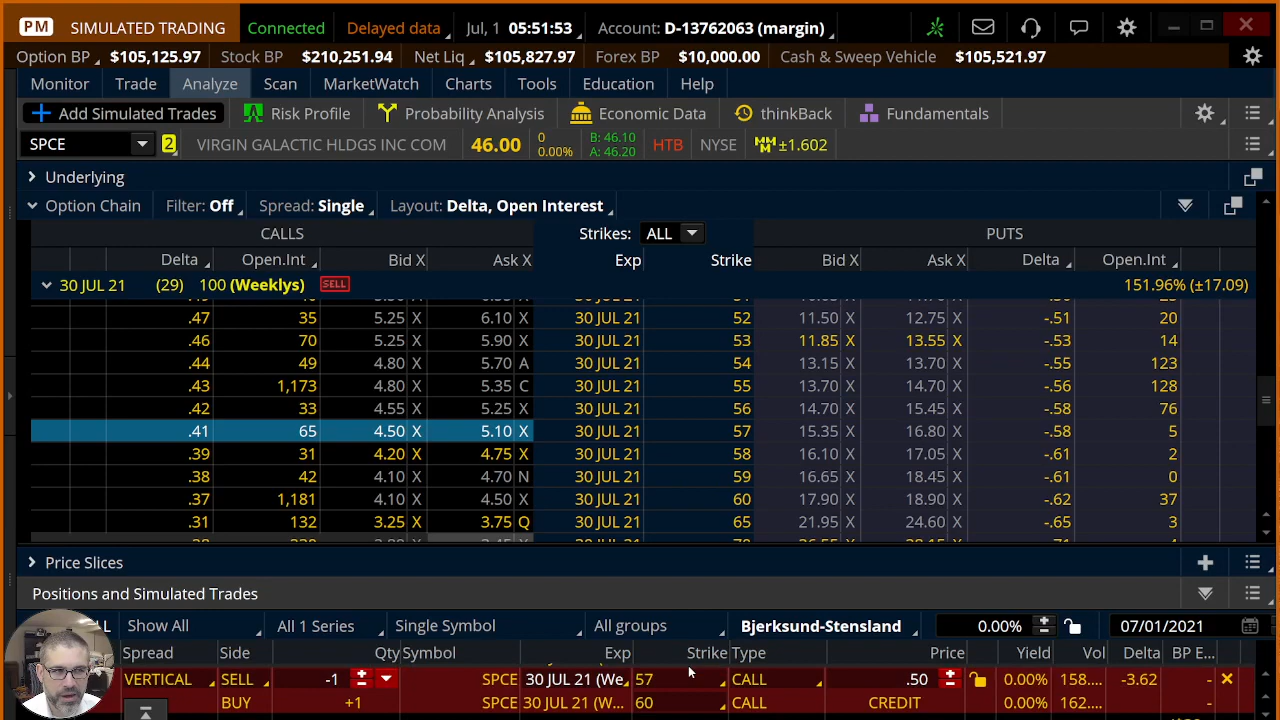 PM SIMULATED TRADING Connected Delayed data Jul, 1 05:51:53 Account: D-13762063 (margin)
Option BP $105,125.97 Stock BP $210,251.94 Net Liq $105,827.97 Forex BP $10,000.00 Cash & Sweep Vehicle $105,521.97
Monitor Trade Analyze Scan MarketWatch Charts Tools Education Help
Add Simulated Trades Risk Profile Probability Analysis Economic Data thinkBack Fundamentals
SPCE 2 VIRGIN GALACTIC HLDGS INC COM 46.00 0 0.00% B: 46.10 A: 46.20 HTB NYSE MM ±1.602
Underlying
Option Chain Filter: Off Spread: Single Layout: Delta, Open Interest
CALLS Strikes: ALL PUTS
Delta Open.Int Bid X Ask X Exp Strike Bid X Ask X Delta Open.Int
30 JUL 21 (29) 100 (Weeklys) SELL 151.96% (±17.09)
.47 35 5.25 X 6.10 X 30 JUL 21 52 11.50 X 12.75 X -.51 20
.46 70 5.25 X 5.90 X 30 JUL 21 53 11.85 X 13.55 X -.53 14
.44 49 4.80 X 5.70 A 30 JUL 21 54 13.15 X 13.70 X -.55 123
.43 1,173 4.80 X 5.35 C 30 JUL 21 55 13.70 X 14.70 X -.56 128
.42 33 4.55 X 5.25 X 30 JUL 21 56 14.70 X 15.45 X -.58 76
.41 65 4.50 X 5.10 X 30 JUL 21 57 15.35 X 16.80 X -.58 5
.39 31 4.20 X 4.75 X 30 JUL 21 58 16.10 X 17.05 X -.61 2
.38 42 4.10 X 4.70 N 30 JUL 21 59 16.65 X 18.45 X -.61 0
.37 1,181 4.10 X 4.50 X 30 JUL 21 60 17.90 X 18.90 X -.62 37
.31 132 3.25 X 3.75 Q 30 JUL 21 65 21.95 X 24.60 X -.65 3
Price Slices
Positions and Simulated Trades
Show All All 1 Series Single Symbol All groups Bjerksund-Stensland 0.00% 07/01/2021
Spread Side Qty Symbol Exp Strike Type Price Yield Vol Delta BP E...
VERTICAL SELL -1 SPCE 30 JUL 21 (We 57 CALL .50 0.00% 158.... -3.62 -
BUY +1 SPCE 30 JUL 21 (W... 60 CALL CREDIT 0.00% 162.... -